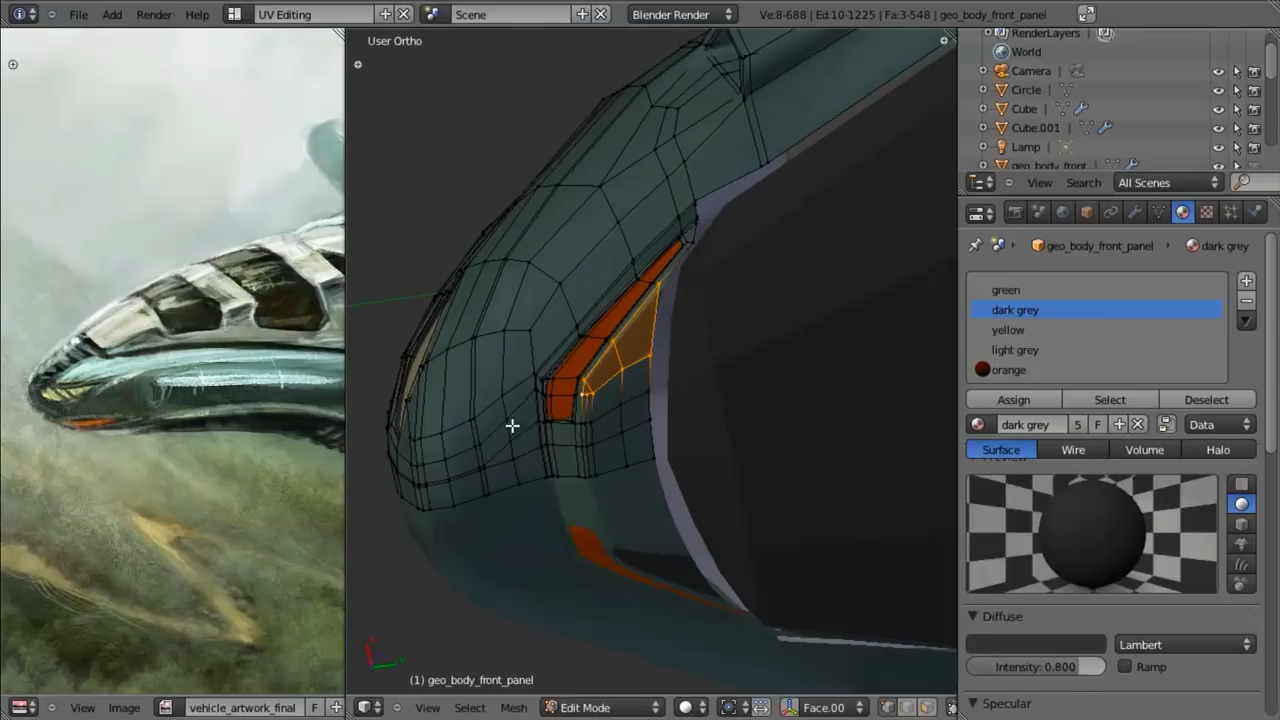 File Add Render Help UV Editing Scene Blender Render Ve:8-688 | Ed:10-1225 | Fa:3-548 | geo_body_front_panel
User Ortho
RenderLayers
World
Camera
Circle
Cube
Cube.001
Lamp
geo_body_front
View Search All Scenes
geo_body_front_panel dark grey
green
dark grey
yellow
light grey
orange
Assign Select Deselect
dark grey 5 F Data
Surface Wire Volume Halo
Preview
Diffuse
Lambert
Intensity: 0.800 Ramp
Specular
(1) geo_body_front_panel
View Image vehicle_artwork_final F View Select Mesh Edit Mode Face.00